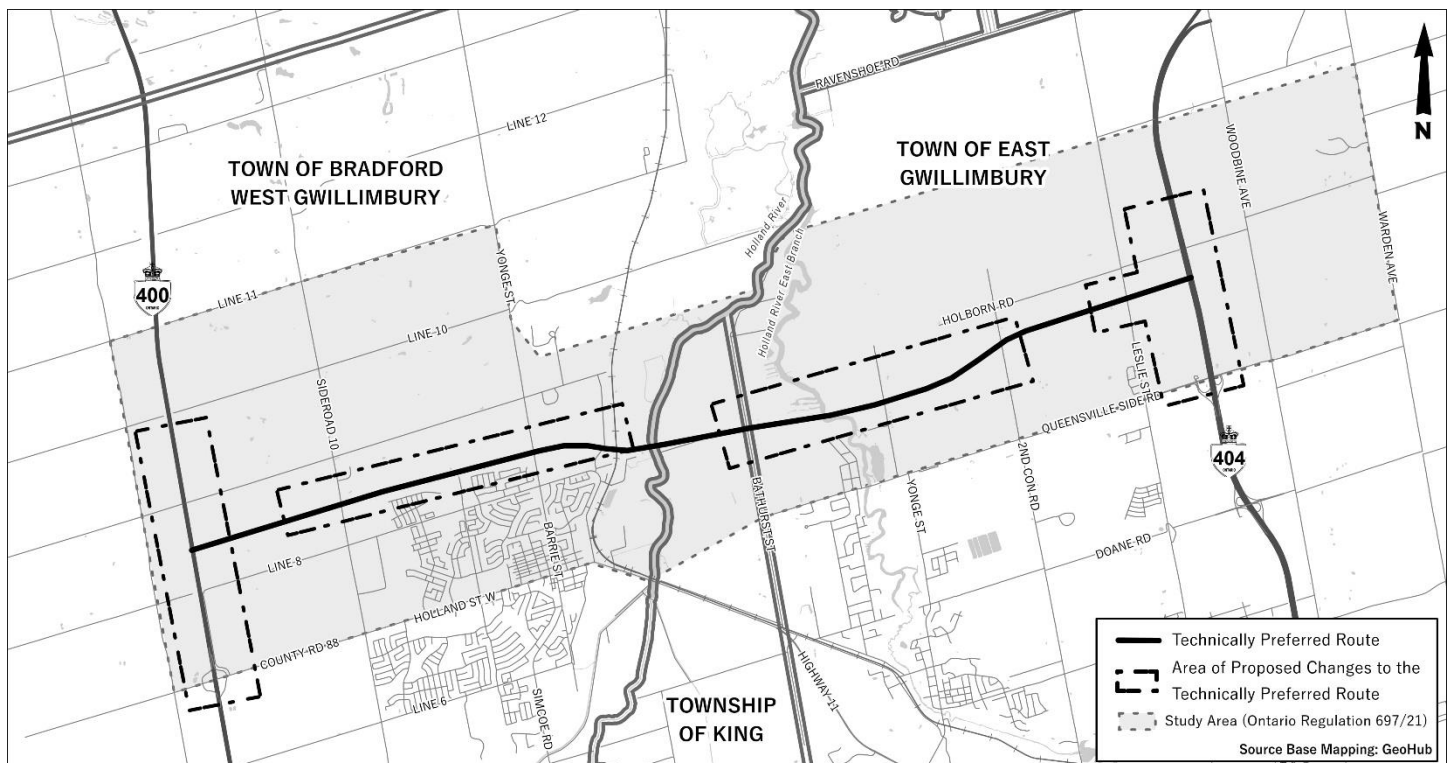 RAVENSHOE RD
LINE 12
TOWN OF BRADFORD
WEST GWILLIMBURY
TOWN OF EAST
GWILLIMBURY
N
WOODBINE AVE
WARDEN AVE
YONGE ST
Holland River
Holland River East Branch
400
LINE 11
LINE 10
HOLBORN RD
SIDEROAD 10
LESLIE ST
QUEENSVILLE SIDE RD
404
2ND CON RD
YONGE ST
BATHURST ST
BARRIE ST
LINE 8
HOLLAND ST W
COUNTY RD 88
DOANE RD
LINE 6
SIMCOE RD
HIGHWAY 11
TOWNSHIP
OF KING
Technically Preferred Route
Area of Proposed Changes to the
Technically Preferred Route
Study Area (Ontario Regulation 697/21)
Source Base Mapping: GeoHub